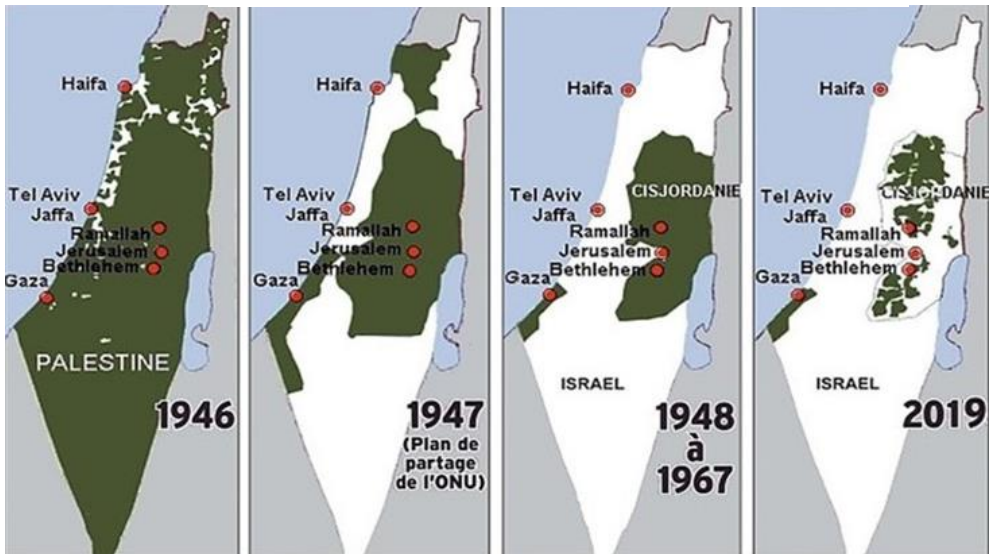 Haifa
Tel Aviv
Jaffa
Ramallah
Jerusalem
Bethlehem
Gaza
PALESTINE
1946
Haifa
Tel Aviv
Jaffa
Ramallah
Jerusalem
Bethlehem
Gaza
1947
(Plan de
partage
de l'ONU)
Haifa
CISJORDANIE
Tel Aviv
Jaffa
Ramallah
Jerusalem
Bethlehem
Gaza
ISRAEL
1948
à
1967
Haifa
CISJORDANIE
Tel Aviv
Jaffa
Ramallah
Jerusalem
Bethlehem
Gaza
ISRAEL
2019